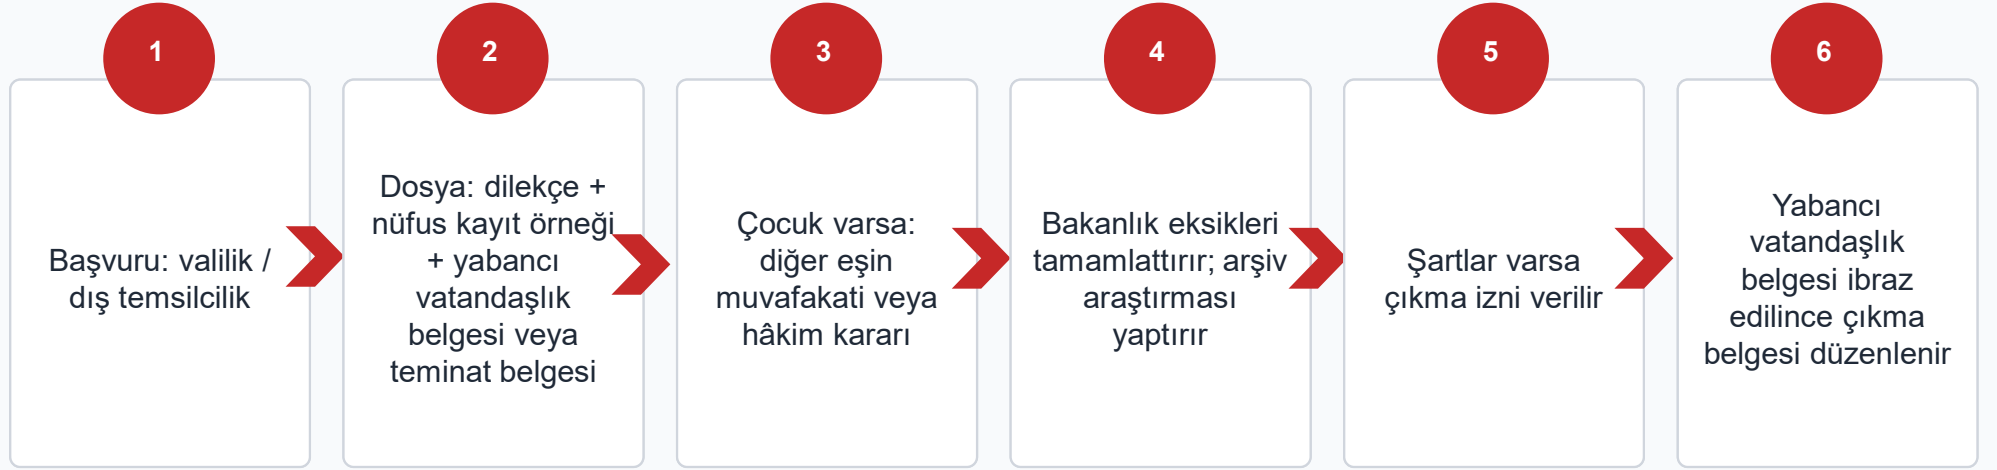 1
Başvuru: valilik /
dış temsilcilik
2
Dosya: dilekçe +
nüfus kayıt örneği
+ yabancı
vatandaşlık
belgesi veya
teminat belgesi
3
Çocuk varsa:
diğer eşin
muvafakati veya
hâkim kararı
4
Bakanlık eksikleri
tamamlattırır; arşiv
araştırması
yaptırır
5
Şartlar varsa
çıkma izni verilir
6
Yabancı
vatandaşlık
belgesi ibraz
edilince çıkma
belgesi düzenlenir